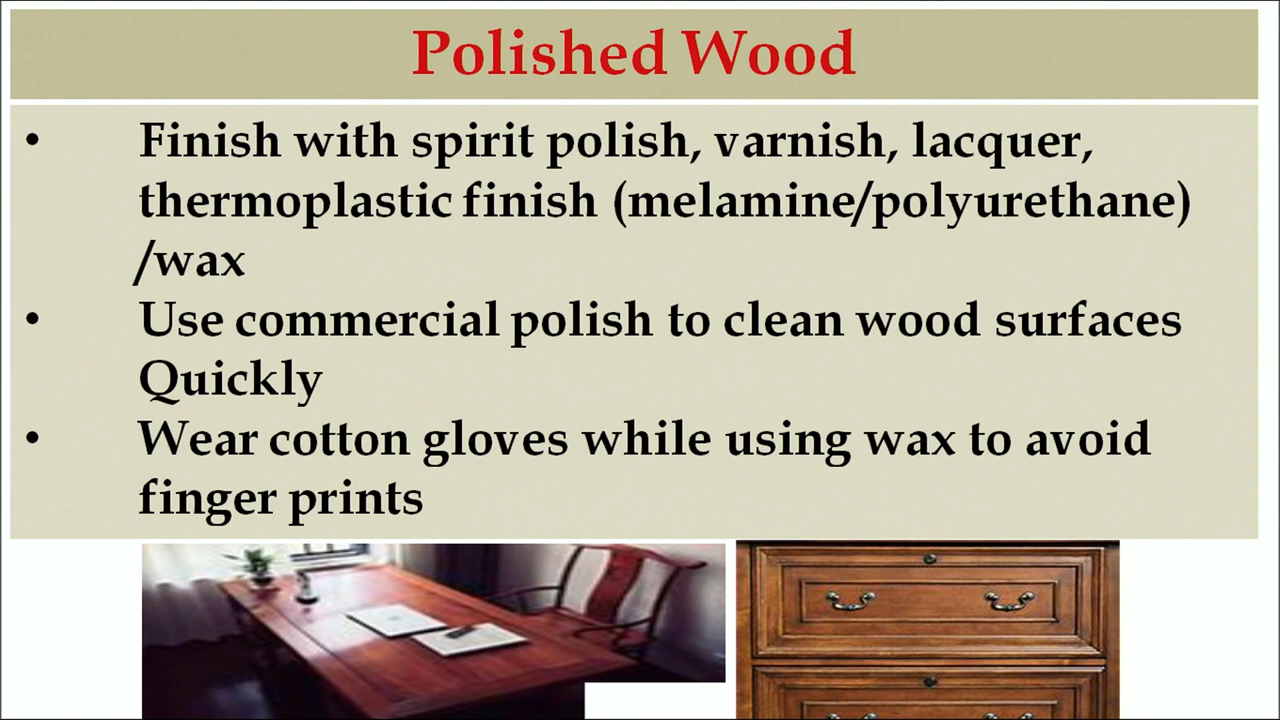 Polished Wood
• Finish with spirit polish, varnish, lacquer,
thermoplastic finish (melamine/polyurethane)
/wax
• Use commercial polish to clean wood surfaces
Quickly
• Wear cotton gloves while using wax to avoid
finger prints